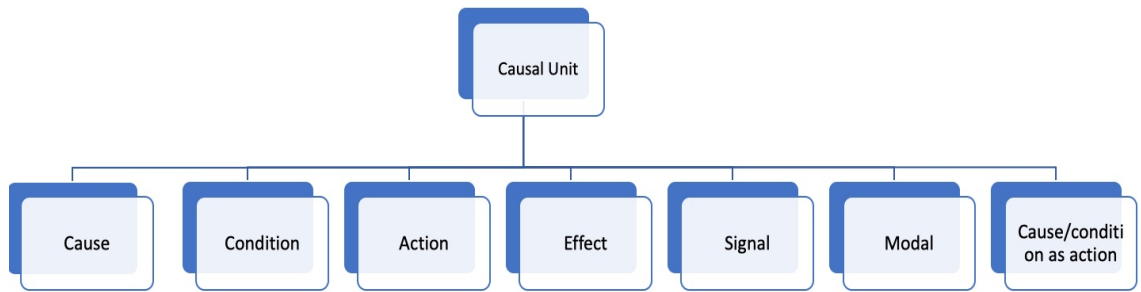 Causal Unit
Cause
Condition
Action
Effect
Signal
Modal
Cause/conditi
on as action